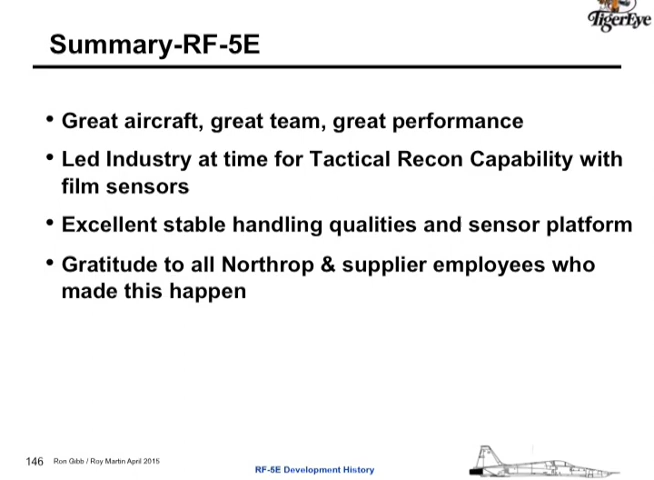 TigerEye
Summary-RF-5E
• Great aircraft, great team, great performance
• Led Industry at time for Tactical Recon Capability with
film sensors
• Excellent stable handling qualities and sensor platform
• Gratitude to all Northrop & supplier employees who
made this happen
146 Ron Gibb / Roy Martin April 2015
RF-5E Development History